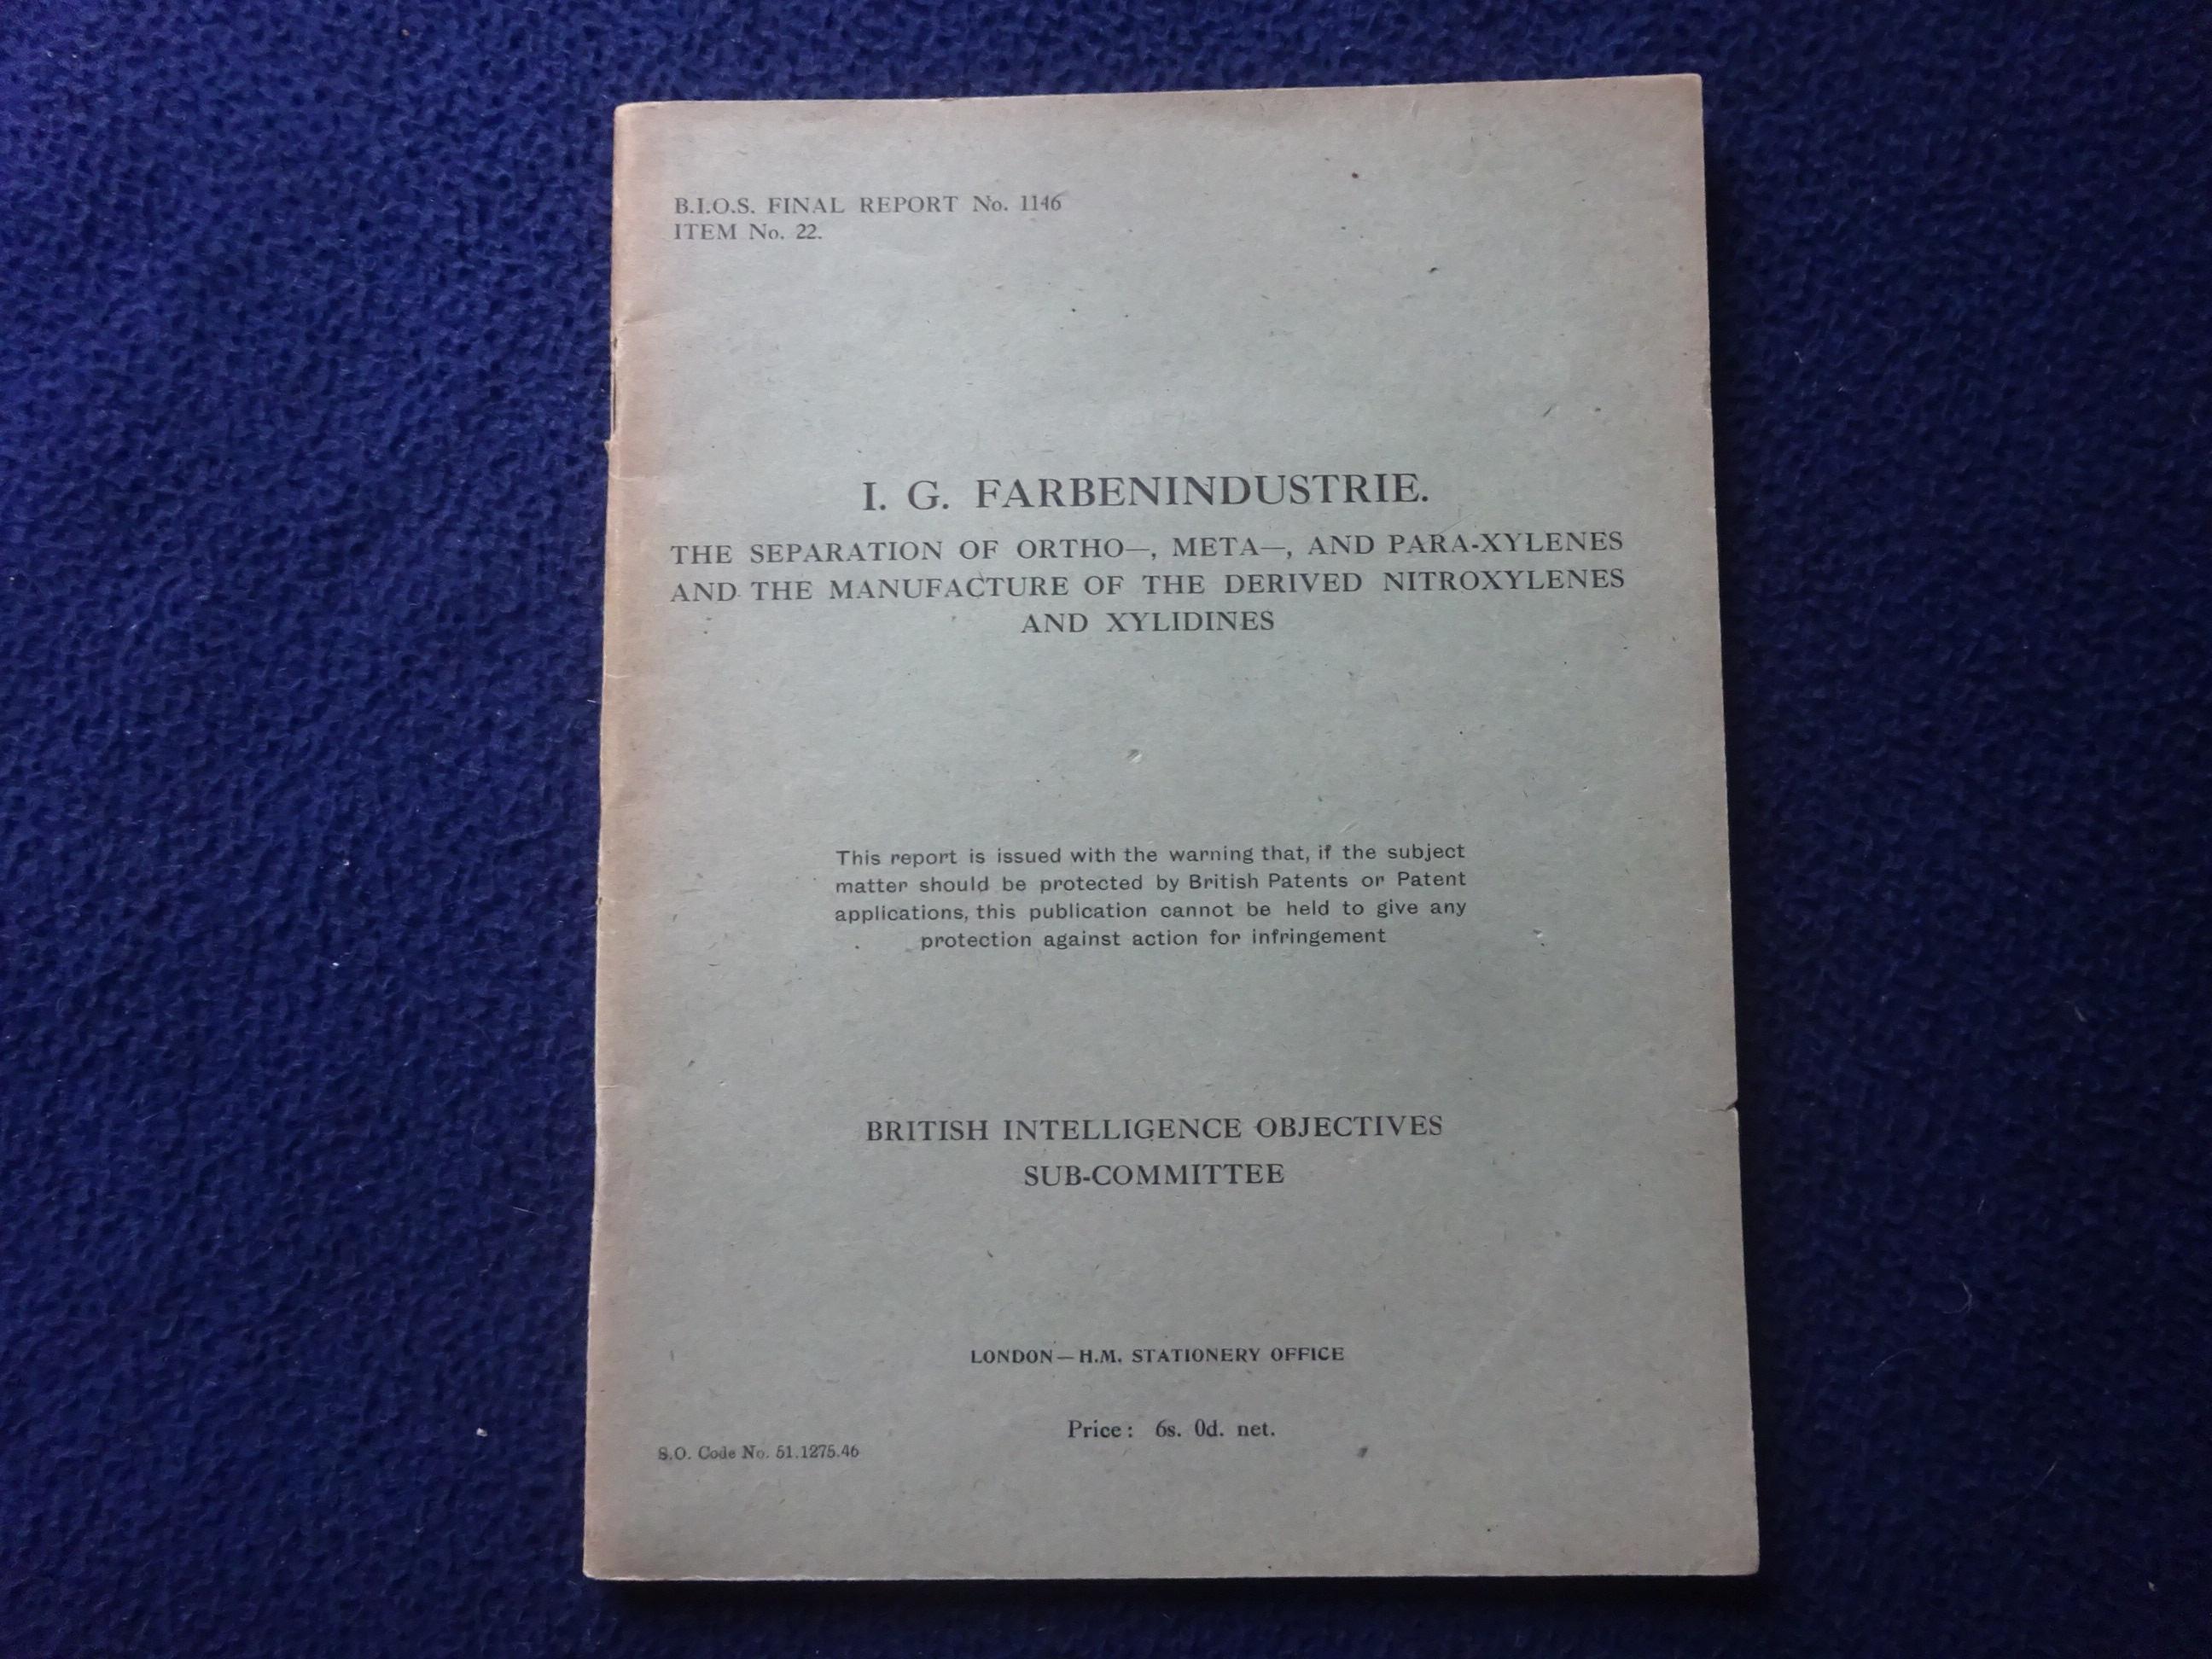 B.I.O.S. FINAL REPORT No. 1146
ITEM No. 22.
I. G. FARBENINDUSTRIE.
THE SEPARATION OF ORTHO—, META—, AND PARA-XYLENES
AND THE MANUFACTURE OF THE DERIVED NITROXYLENES
AND XYLIDINES
This report is issued with the warning that, if the subject
matter should be protected by British Patents or Patent
applications, this publication cannot be held to give any
protection against action for infringement
BRITISH INTELLIGENCE OBJECTIVES
SUB-COMMITTEE
LONDON—H.M. STATIONERY OFFICE
Price: 6s. 0d. net.
S.O. Code No. 51.1275.46